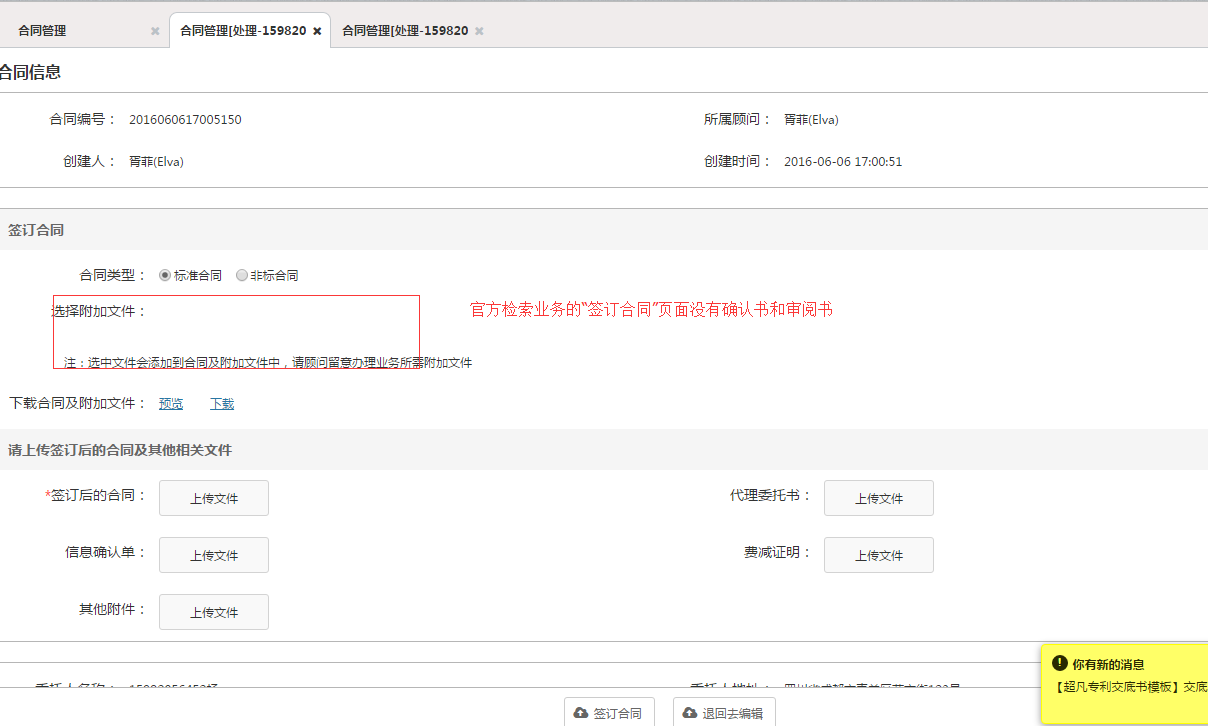 合同管理
合同管理[处理-159820
合同管理[处理-159820
合同信息
合同编号： 2016060617005150
所属顾问： 胥菲(Elva)
创建人： 胥菲(Elva)
创建时间： 2016-06-06 17:00:51
签订合同
合同类型： 标准合同 非标合同
选择附加文件：
官方检索业务的“签订合同”页面没有确认书和审阅书
注：选中文件会添加到合同及附加文件中，请顾问留意办理业务所需附加文件
下载合同及附加文件： 预览 下载
请上传签订后的合同及其他相关文件
*签订后的合同： 上传文件
代理委托书： 上传文件
信息确认单： 上传文件
费减证明： 上传文件
其他附件： 上传文件
你有新的消息
【超凡专利交底书模板】交底
签订合同
退回去编辑